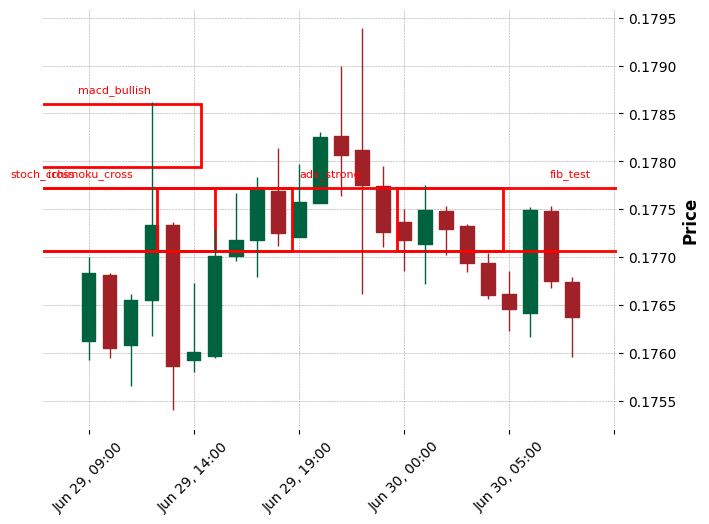 0.1795
0.1790
macd_bullish
0.1785
0.1780
stoch_cross
ichimoku_cross
adx_strong
fib_test
0.1775
0.1770
0.1765
0.1760
0.1755
Price
Jun 29, 09:00
Jun 29, 14:00
Jun 29, 19:00
Jun 30, 00:00
Jun 30, 05:00